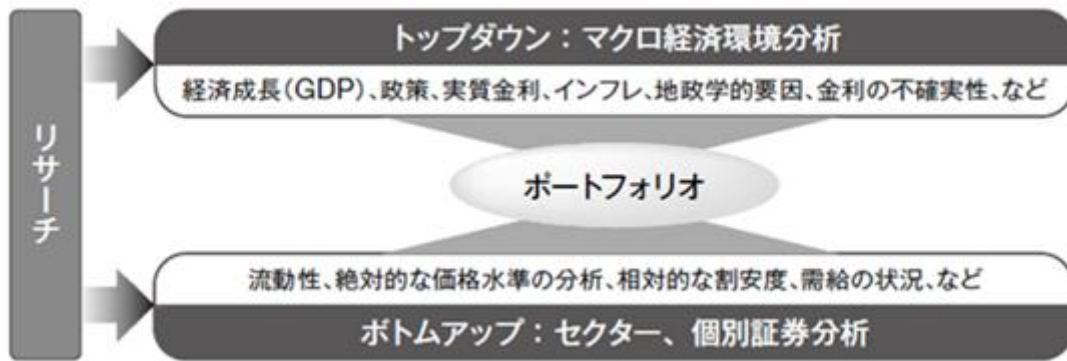 リサーチ
トップダウン：マクロ経済環境分析
経済成長（GDP）、政策、実質金利、インフレ、地政学的要因、金利の不確実性、など
ポートフォリオ
流動性、絶対的な価格水準の分析、相対的な割安度、需給の状況、など
ボトムアップ：セクター、個別証券分析